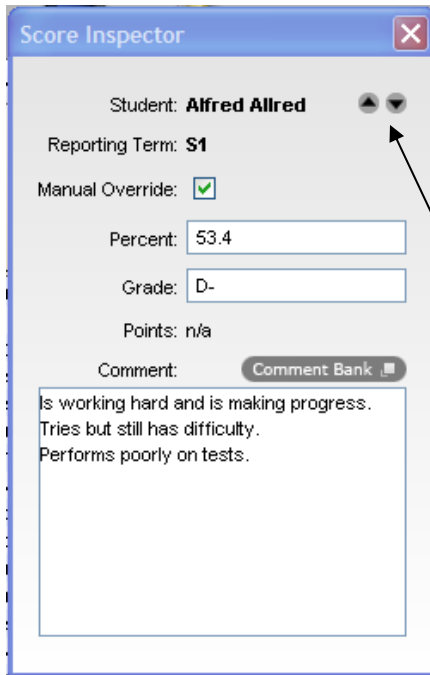 Score Inspector
Student: Alfred Allred
Reporting Term: S1
Manual Override:
Percent: 53.4
Grade: D-
Points: n/a
Comment: Comment Bank
Is working hard and is making progress.
Tries but still has difficulty.
Performs poorly on tests.